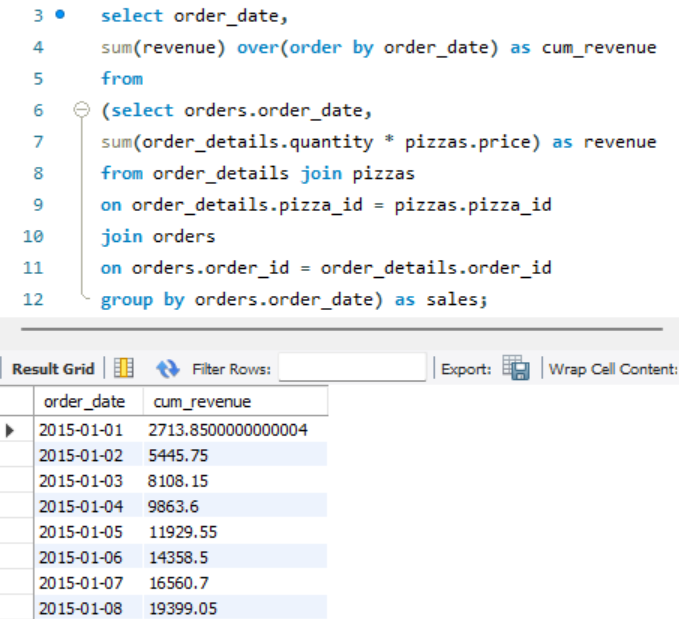 3 select order_date,
4 sum(revenue) over(order by order_date) as cum_revenue
5 from
6 (select orders.order_date,
7 sum(order_details.quantity * pizzas.price) as revenue
8 from order_details join pizzas
9 on order_details.pizza_id = pizzas.pizza_id
10 join orders
11 on orders.order_id = order_details.order_id
12 group by orders.order_date) as sales;
Result Grid Filter Rows: Export: Wrap Cell Content:
order_date cum_revenue
2015-01-01 2713.8500000000004
2015-01-02 5445.75
2015-01-03 8108.15
2015-01-04 9863.6
2015-01-05 11929.55
2015-01-06 14358.5
2015-01-07 16560.7
2015-01-08 19399.05